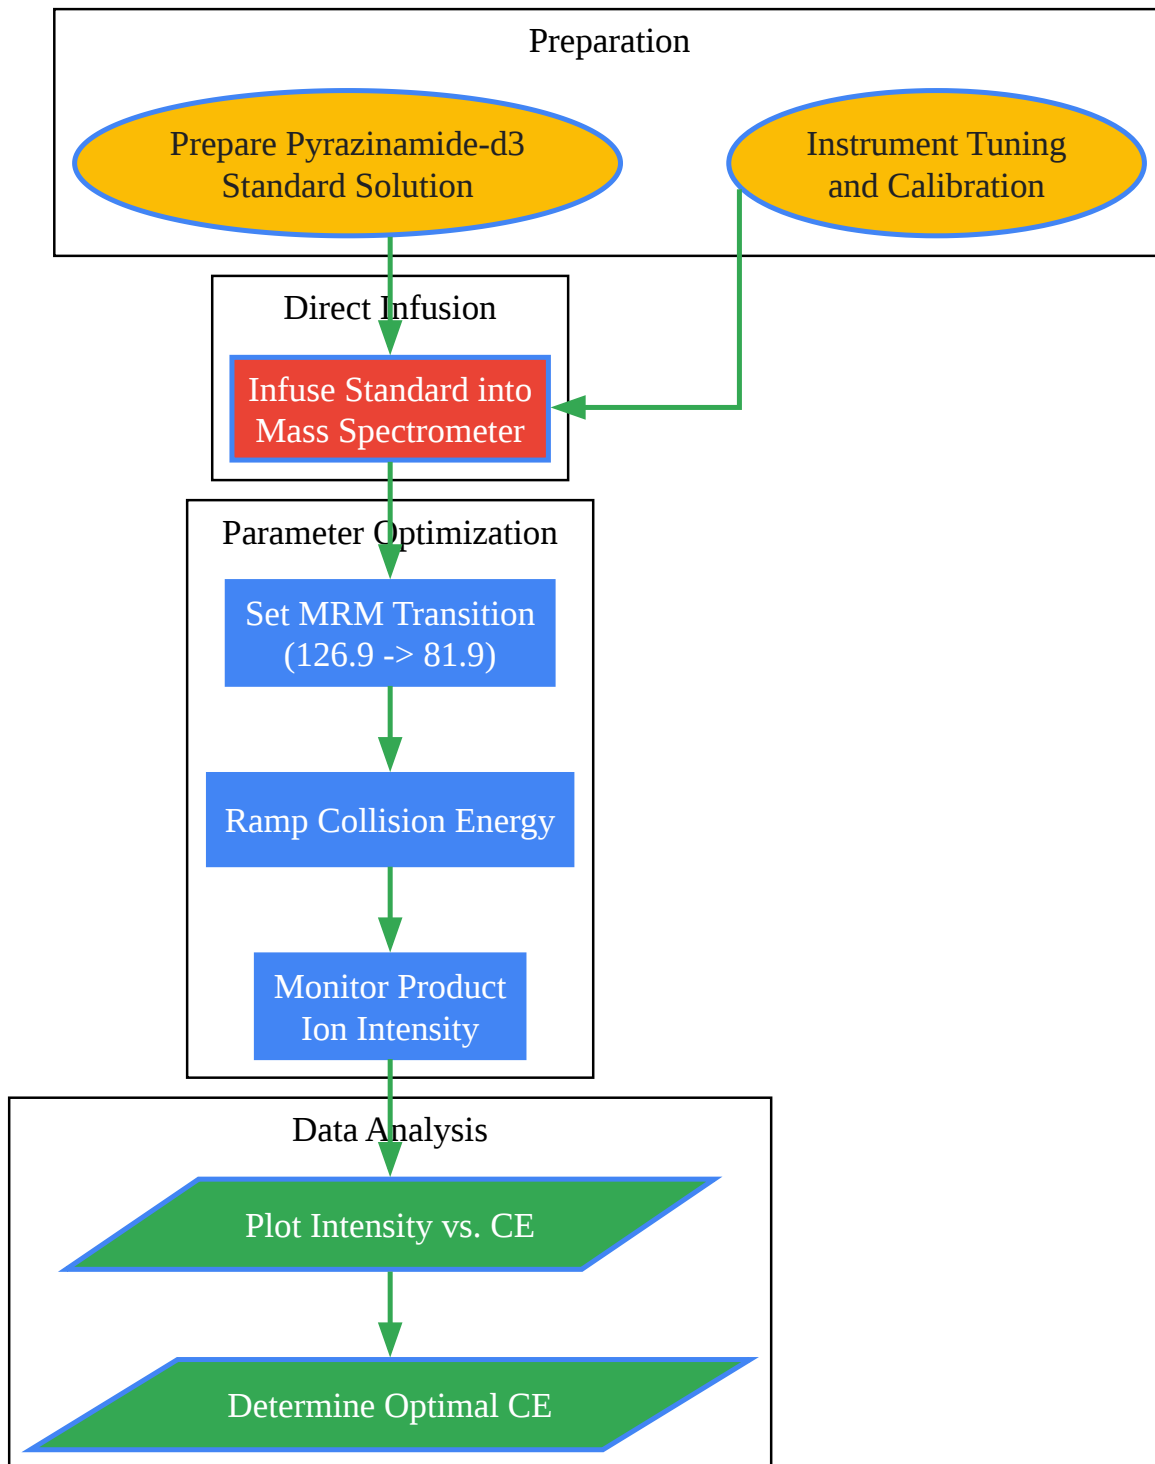 Preparation
Prepare Pyrazinamide-d3
Standard Solution
Instrument Tuning
and Calibration
Direct Infusion
Infuse Standard into
Mass Spectrometer
Parameter Optimization
Set MRM Transition
(126.9 -> 81.9)
Ramp Collision Energy
Monitor Product
Ion Intensity
Data Analysis
Plot Intensity vs. CE
Determine Optimal CE